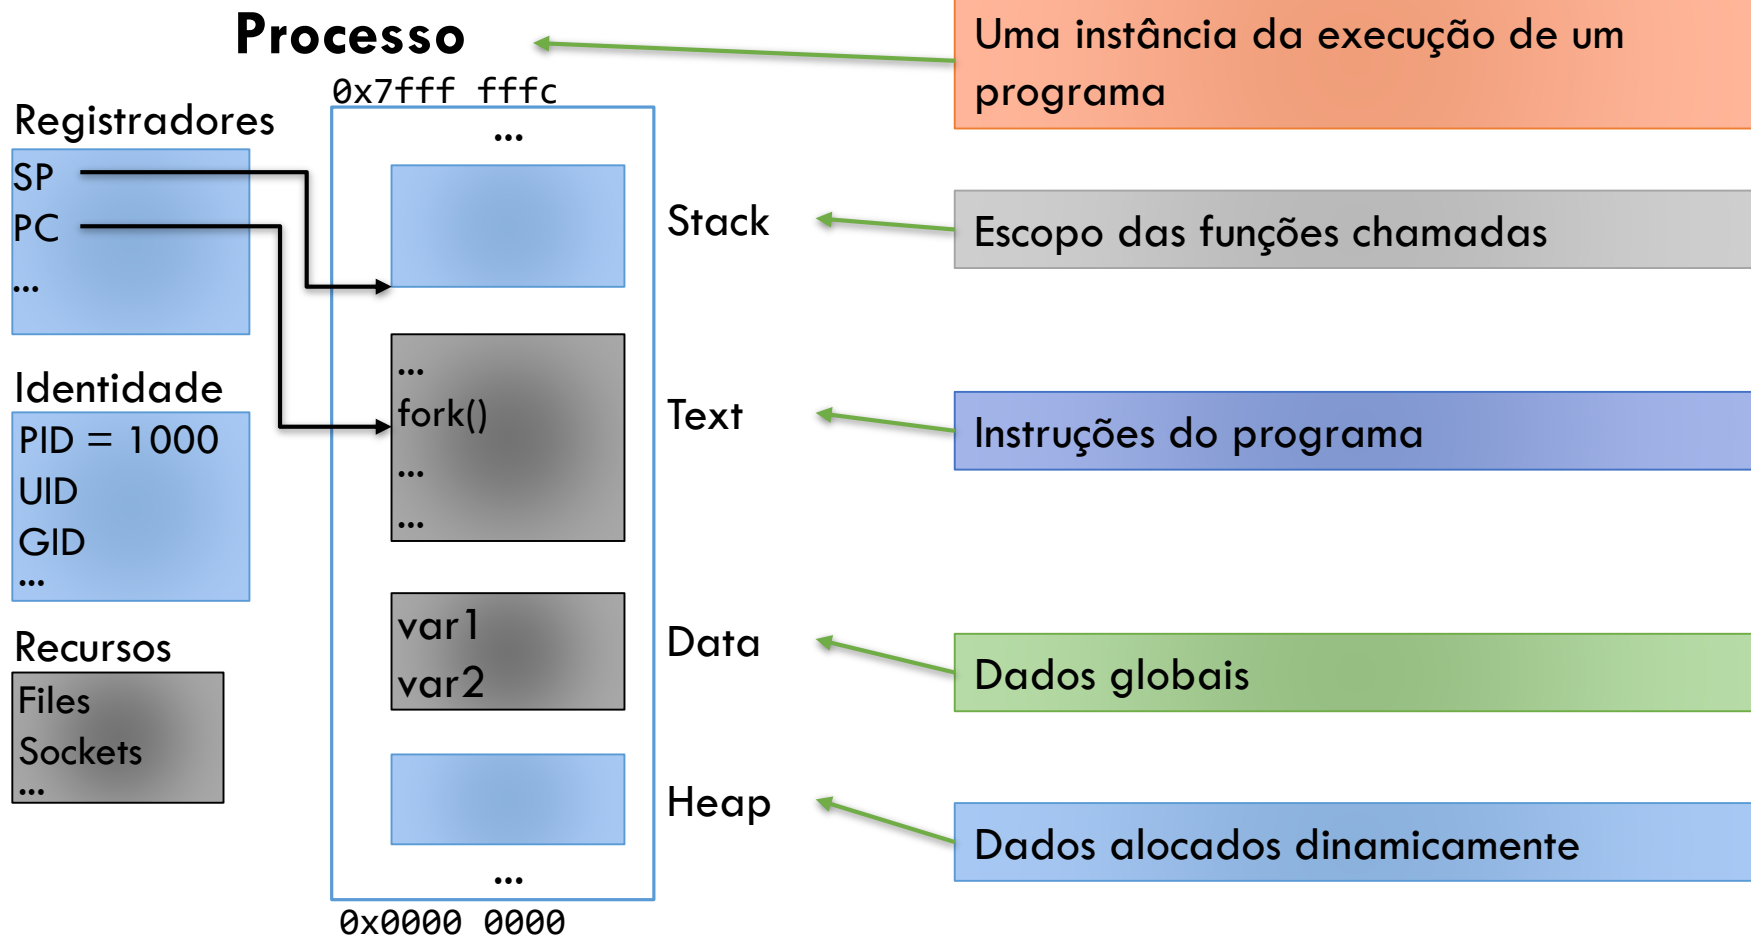 Processo
0x7fff fffc
Registradores
SP
PC
...
Identidade
PID = 1000
UID
GID
...
Recursos
Files
Sockets
...
...
...
fork()
...
...
var1
var2
...
0x0000 0000
Stack
Text
Data
Heap
Uma instância da execução de um
programa
Escopo das funções chamadas
Instruções do programa
Dados globais
Dados alocados dinamicamente